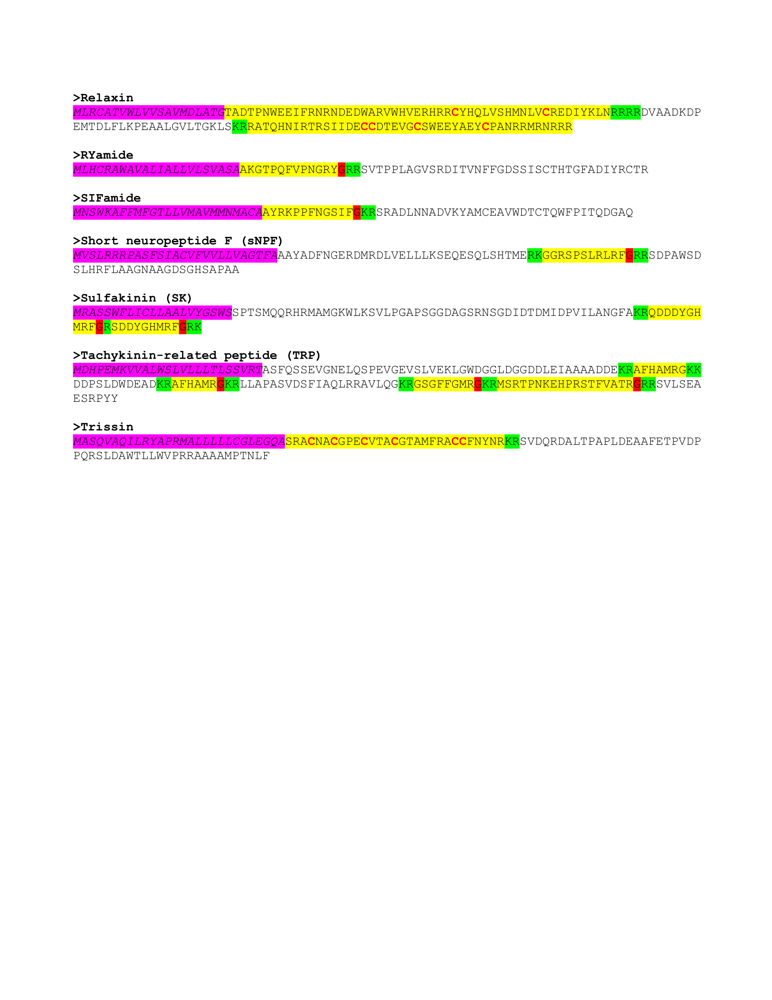 >Relaxin
MLRCATVWLVVSAVMDLATGTADTPNWEEIFRNRNDEDWARVWHVERHRRCYHQLVSHMNLVCREDIYKLNRRRRDVAADKDP
EMTDLFLKPEAALGVLTGKLSKRRATQHNIRTRSIIDECCDTEVGCSWEEYAEYCPANRRMRNRRR
>RYamide
MLHCRAWAVALIALLVLSVASAAKGTPQFVPNGRYGRRSVTPPLAGVSRDITVNFFGDSSISCTHTGFADIYRCTR
>SIFamide
MNSWKAFFMFGTLLVMAVMMNMACAAYRKPPFNGSIFGKRSRADLNNADVKYAMCEAVWDTCTQWFPITQDGAQ
>Short neuropeptide F (sNPF)
MVSLRRRPASFSIACVFVVLLVAGTFAAAYADFNGERDMRDLVELLLKSEQESQLSHTMERKGGRSPSLRLRFGRRSDPAWSD
SLHRFLAAGNAAGDSGHSAPAA
>Sulfakinin (SK)
MRASSWFLICLLAALVYGSWSSPTSMQQRHRMAMGKWLKSVLPGAPSGGDAGSRNSGDIDTDMIDPVILANGFAKRQDDDYGH
MRFGRSDDYGHMRFGRK
>Tachykinin-related peptide (TRP)
MDHPEMKVVALWSLVLLLTLSSVRTASFQSSEVGNELQSPEVGEVSLVEKLGWDGGLDGGDDLEIAAAADDEKRAFHAMRGKK
DDPSLDWDEADKRAFHAMRGKRLLAPASVDSFIAQLRRAVLQGKRGSGFFGMRGKRMSRTPNKEHPRSTFVATRGRRSVLSEA
ESRPYY
>Trissin
MASQVAQILRYAPRMALLLLLCGLEGQASRACNACGPECVTACGTAMFRACCFNYNRKRSVDQRDALTPAPLDEAAFETPVDP
PQRSLDAWTLLWVPRRAAAAMPTNLF